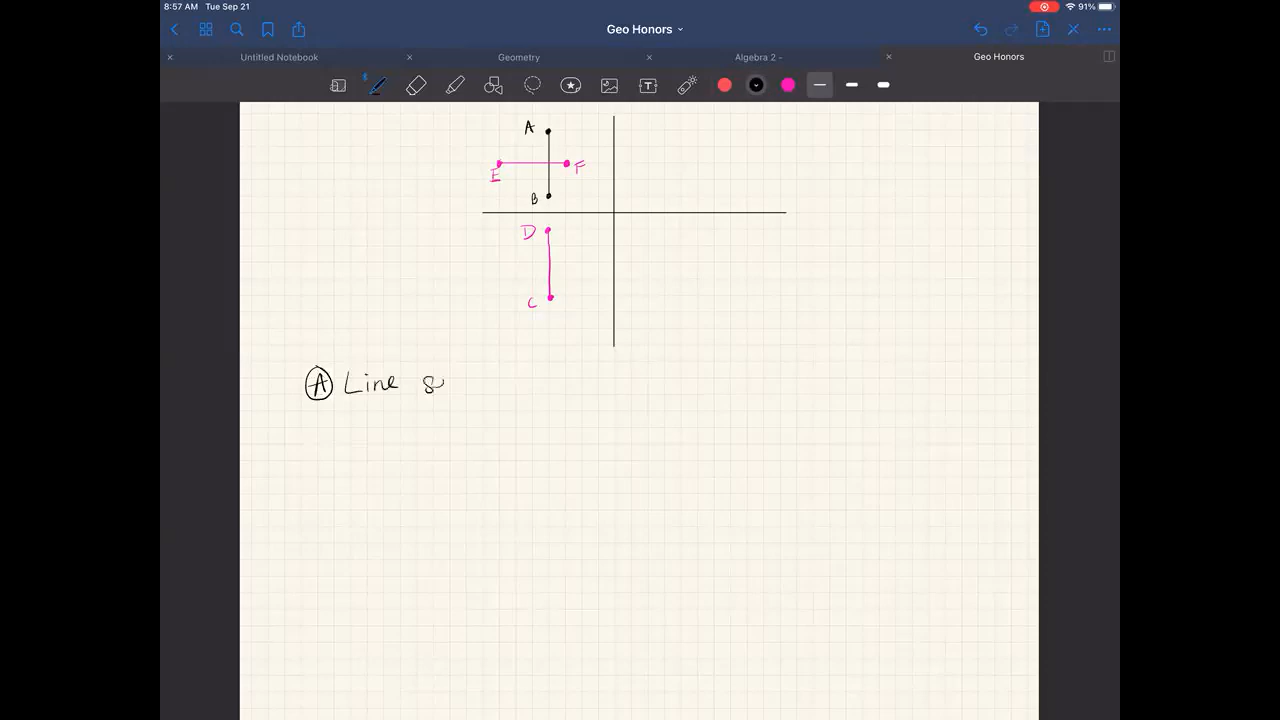 8:57 AM Tue Sep 21
91%
Geo Honors
Untitled Notebook
Geometry
Algebra 2 -
Geo Honors
A
E
F
B
D
C
A Line